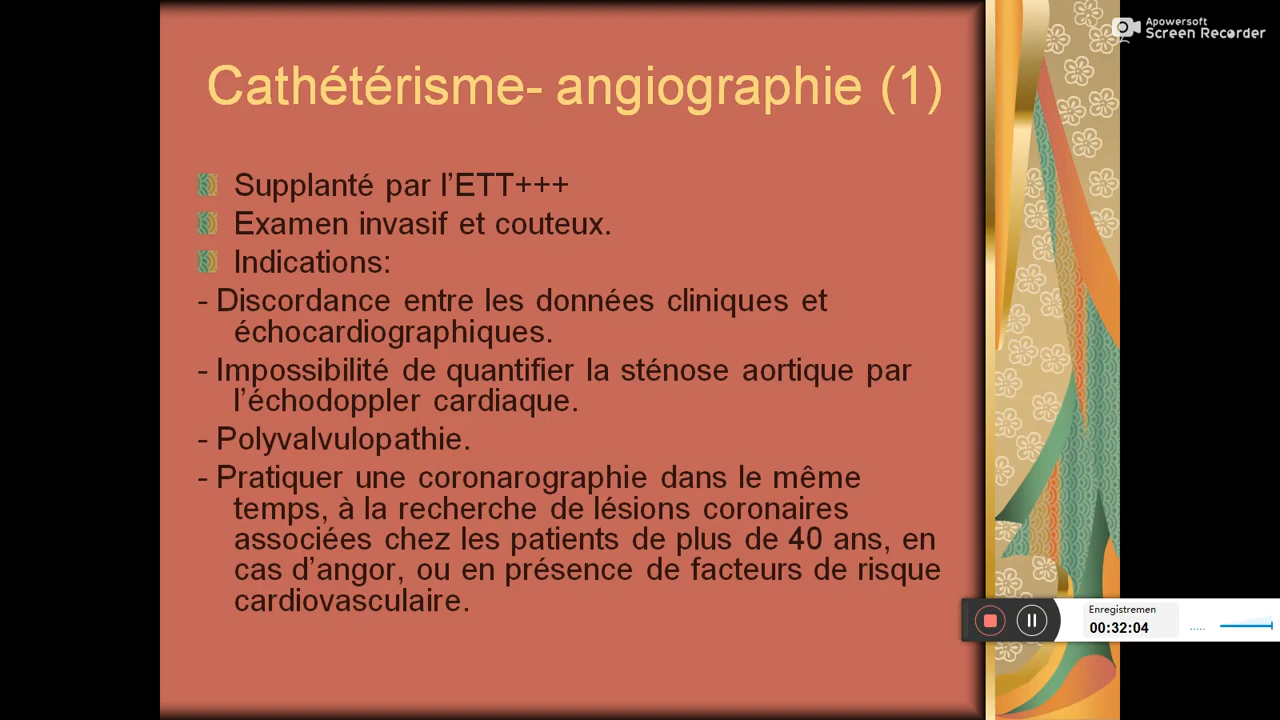 Apowersoft
Screen Recorder
Cathétérisme- angiographie (1)
Supplanté par l’ETT+++
Examen invasif et couteux.
Indications:
- Discordance entre les données cliniques et
échocardiographiques.
- Impossibilité de quantifier la sténose aortique par
l’échodoppler cardiaque.
- Polyvalvulopathie.
- Pratiquer une coronarographie dans le même
temps, à la recherche de lésions coronaires
associées chez les patients de plus de 40 ans, en
cas d’angor, ou en présence de facteurs de risque
cardiovasculaire.
Enregistremen
00:32:04